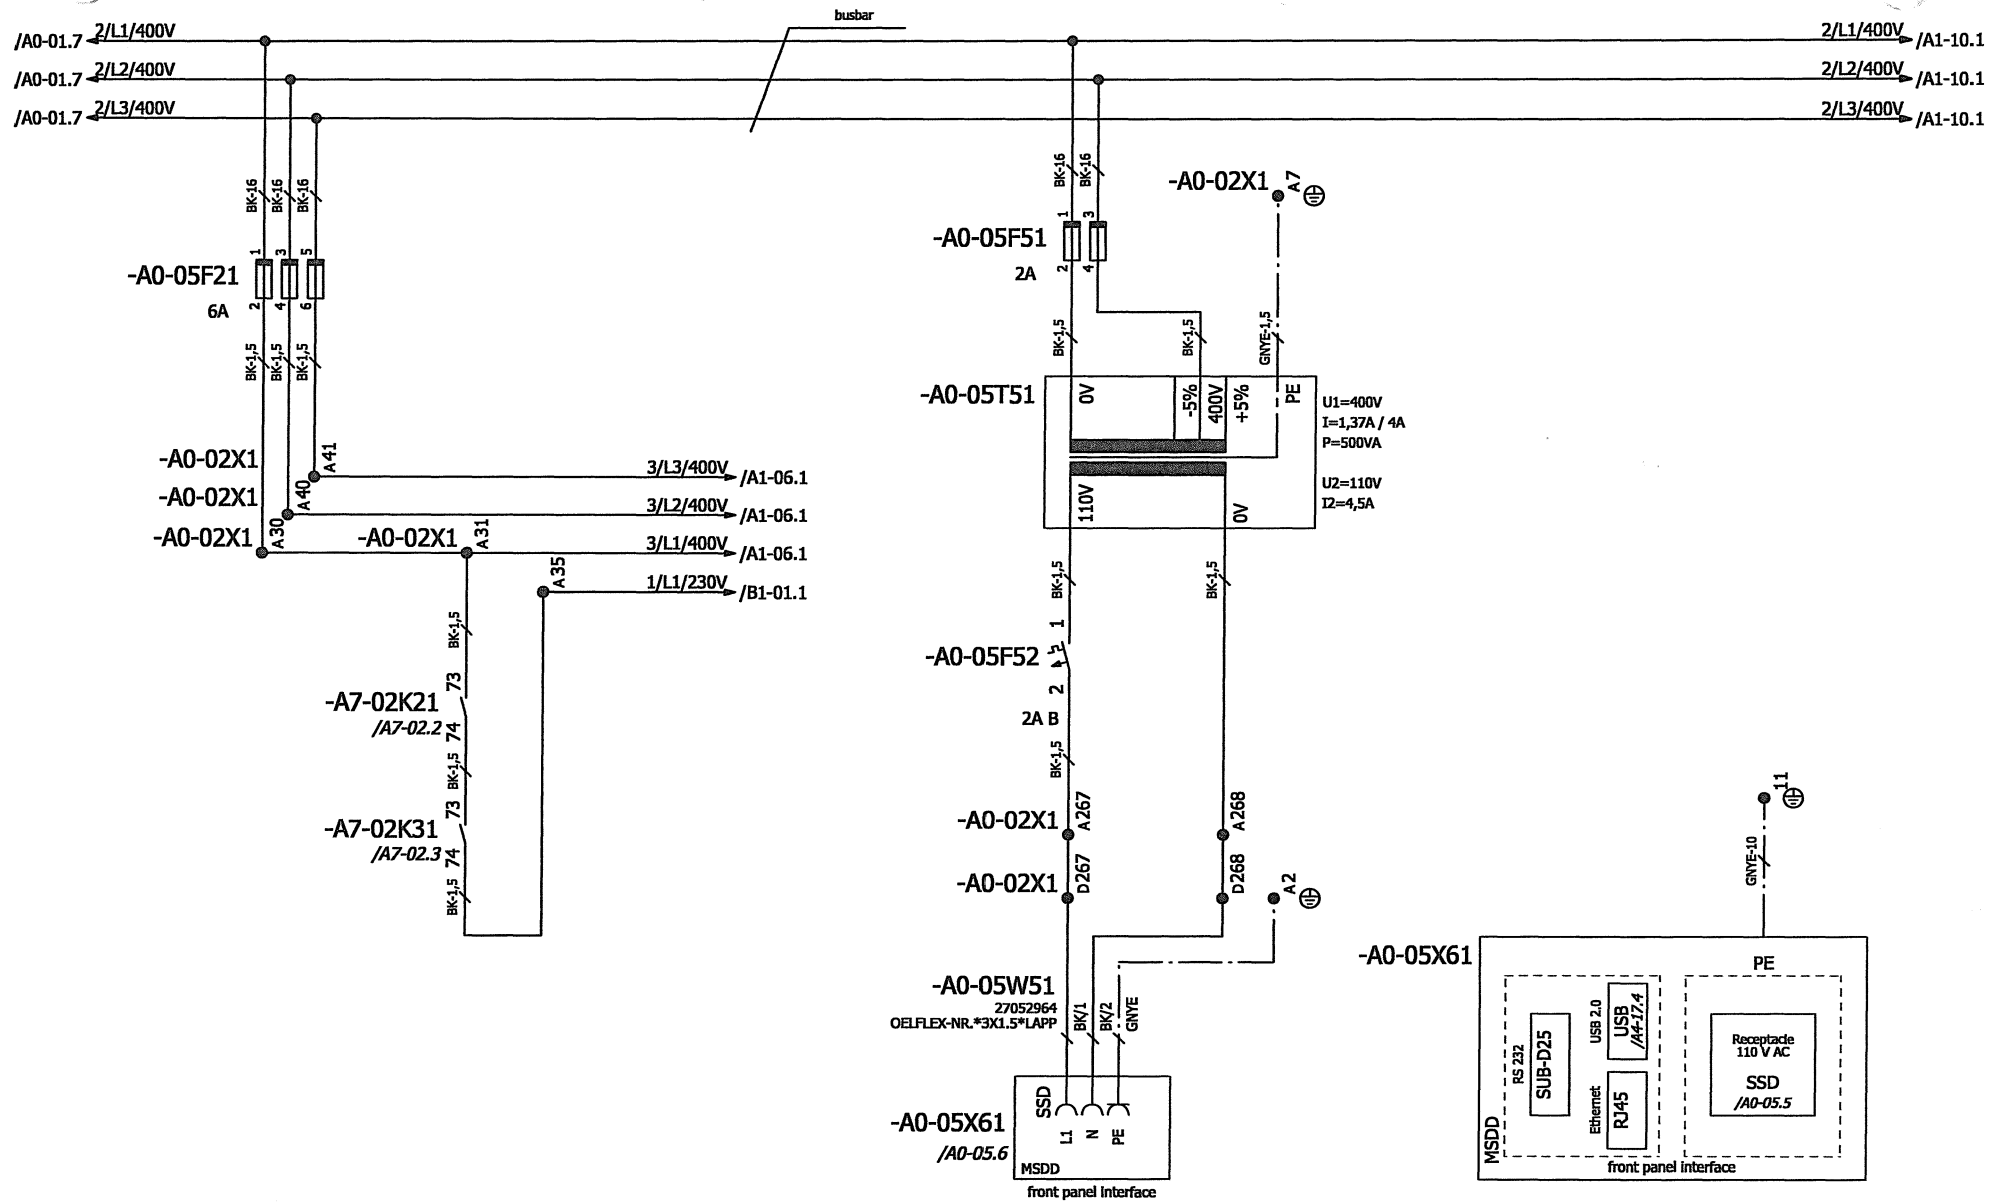 busbar
/A0-01.7 2/L1/400V 2/L1/400V /A1-10.1
/A0-01.7 2/L2/400V 2/L2/400V /A1-10.1
/A0-01.7 2/L3/400V 2/L3/400V /A1-10.1
BK-16 BK-16 BK-16
1 3 5
-A0-05F21
6A
2 4 6
BK-1,5 BK-1,5 BK-1,5
-A0-02X1 A41 3/L3/400V /A1-06.1
-A0-02X1 A40 3/L2/400V /A1-06.1
-A0-02X1 A30 -A0-02X1 A31 3/L1/400V /A1-06.1
A35 1/L1/230V /B1-01.1
BK-1,5
73
-A7-02K21
/A7-02.2
74
BK-1,5
73
-A7-02K31
/A7-02.3
74
BK-1,5
BK-16 BK-16
-A0-02X1 A7
1 3
-A0-05F51
2A
2 4
BK-1,5 BK-1,5 GNYE-1,5
-A0-05T51
0V -5% 400V +5% PE
U1=400V
I=1,37A / 4A
P=500VA
U2=110V
I2=4,5A
110V 0V
BK-1,5 BK-1,5
1
-A0-05F52
2
2A B
BK-1,5
-A0-02X1 A267 A268
-A0-02X1 D267 D268 A2
-A0-05W51
27052964
OELFLEX-NR.*3X1.5*LAPP
BK/1 BK/2 GNYE
SSD
-A0-05X61
/A0-05.6
L1 N PE
MSDD
front panel interface
11
GNYE-10
-A0-05X61
PE
MSDD
RS 232
SUB-D25
USB 2.0
USB
/A4-17.4
Ethernet
RJ45
Receptacle
110 V AC
SSD
/A0-05.5
front panel interface